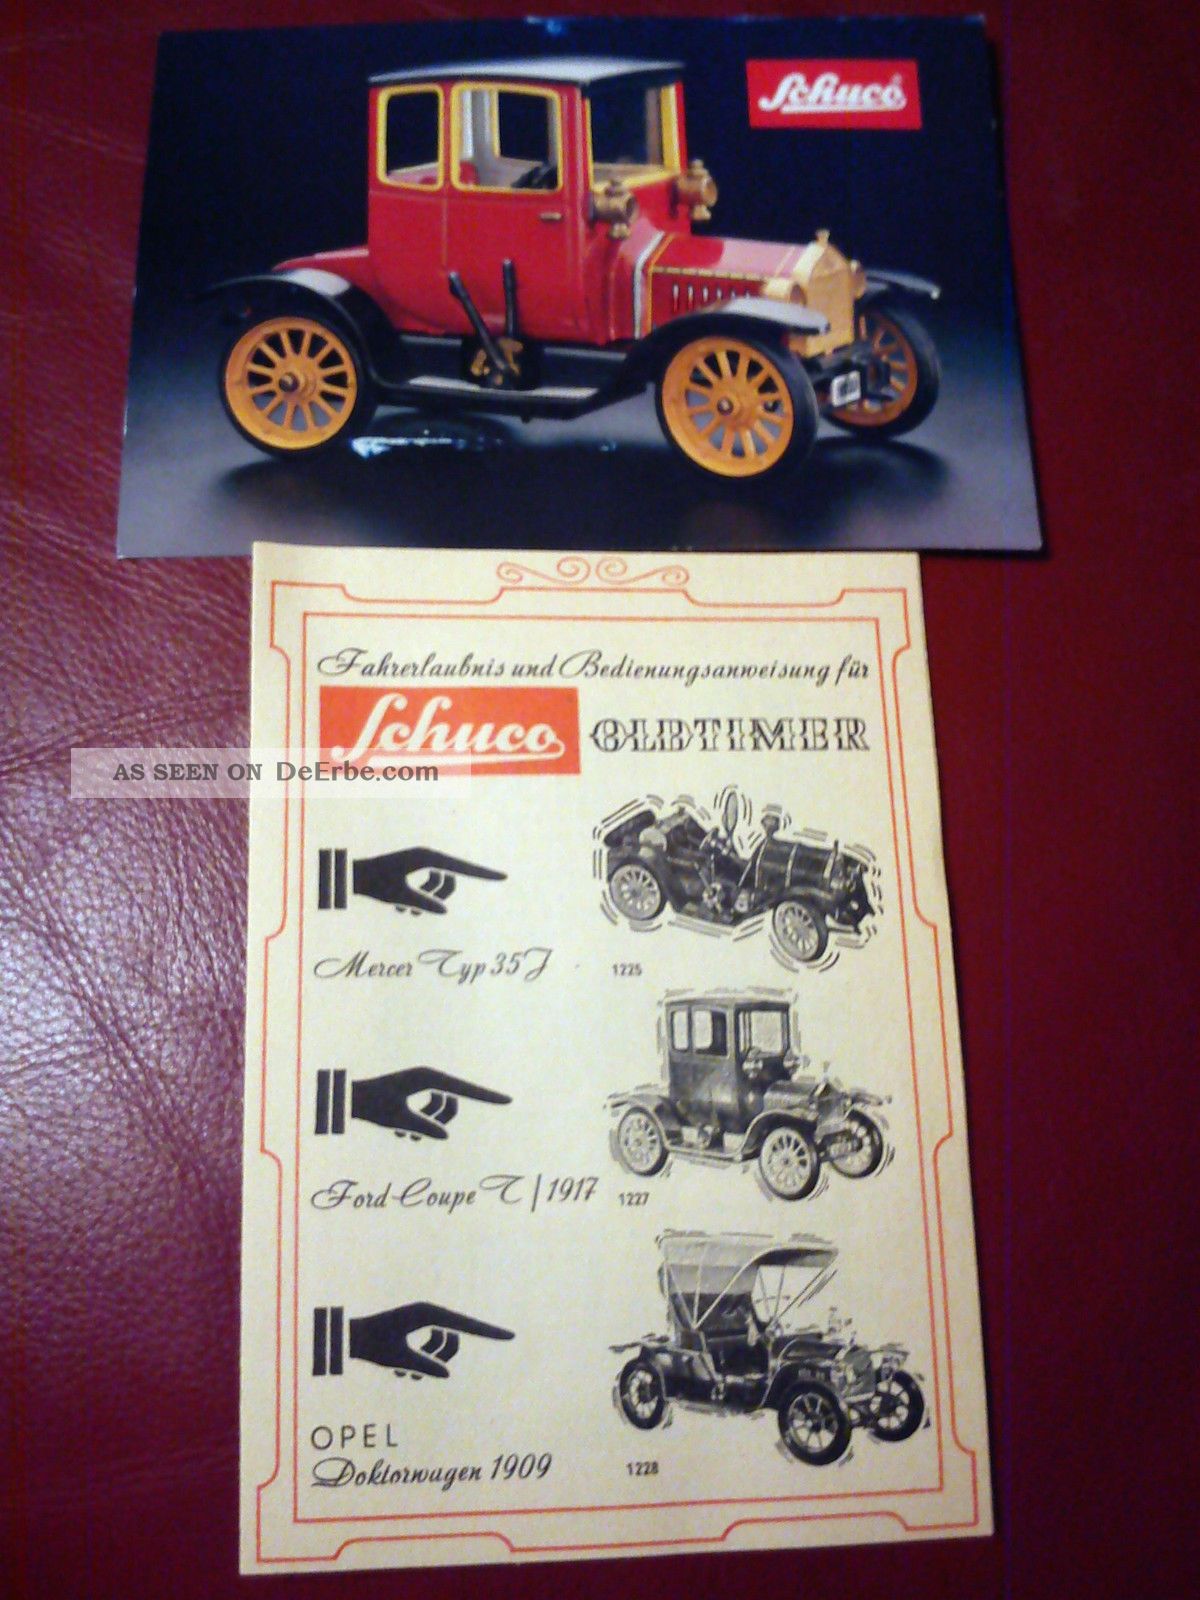 Schuco
Fahrerlaubnis und Bedienungsanweisung für
Schuco OLDTIMER
AS SEEN ON DeErbe.com
Mercer Typ 35 J 1225
Ford-Coupe T | 1917 1227
OPEL
Doktorwagen 1909 1228